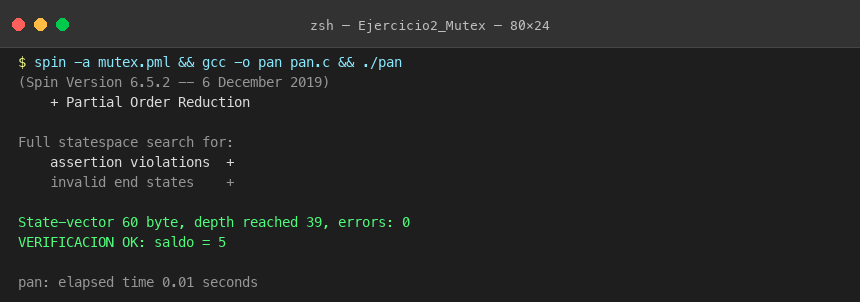 zsh — Ejercicio2_Mutex — 80×24
$ spin -a mutex.pml && gcc -o pan pan.c && ./pan
(Spin Version 6.5.2 -- 6 December 2019)
    + Partial Order Reduction
Full statespace search for:
    assertion violations  +
    invalid end states    +
State-vector 60 byte, depth reached 39, errors: 0
VERIFICACION OK: saldo = 5
pan: elapsed time 0.01 seconds